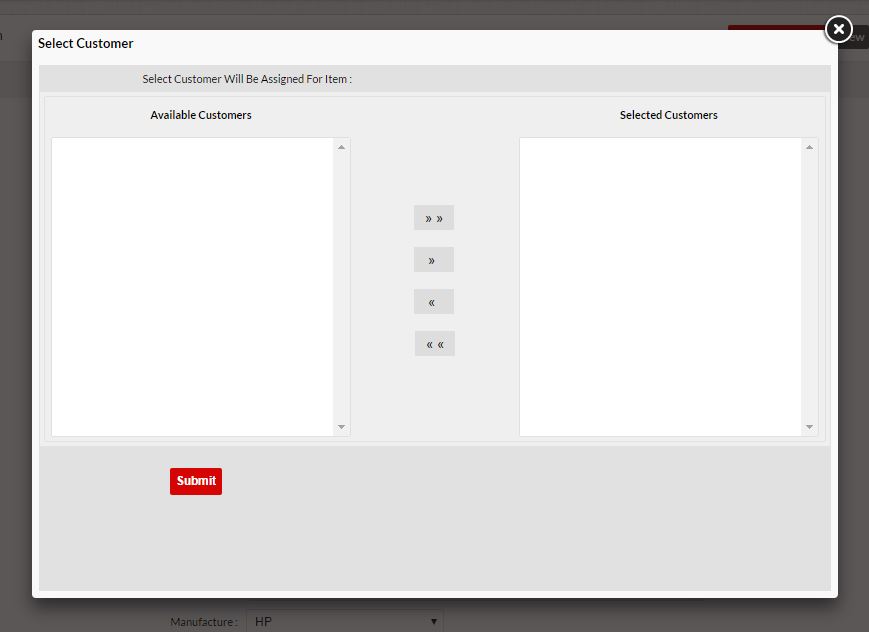 Select Customer
Select Customer Will Be Assigned For Item :
Available Customers
Selected Customers
» »
»
«
« «
Submit
Manufacture :
HP